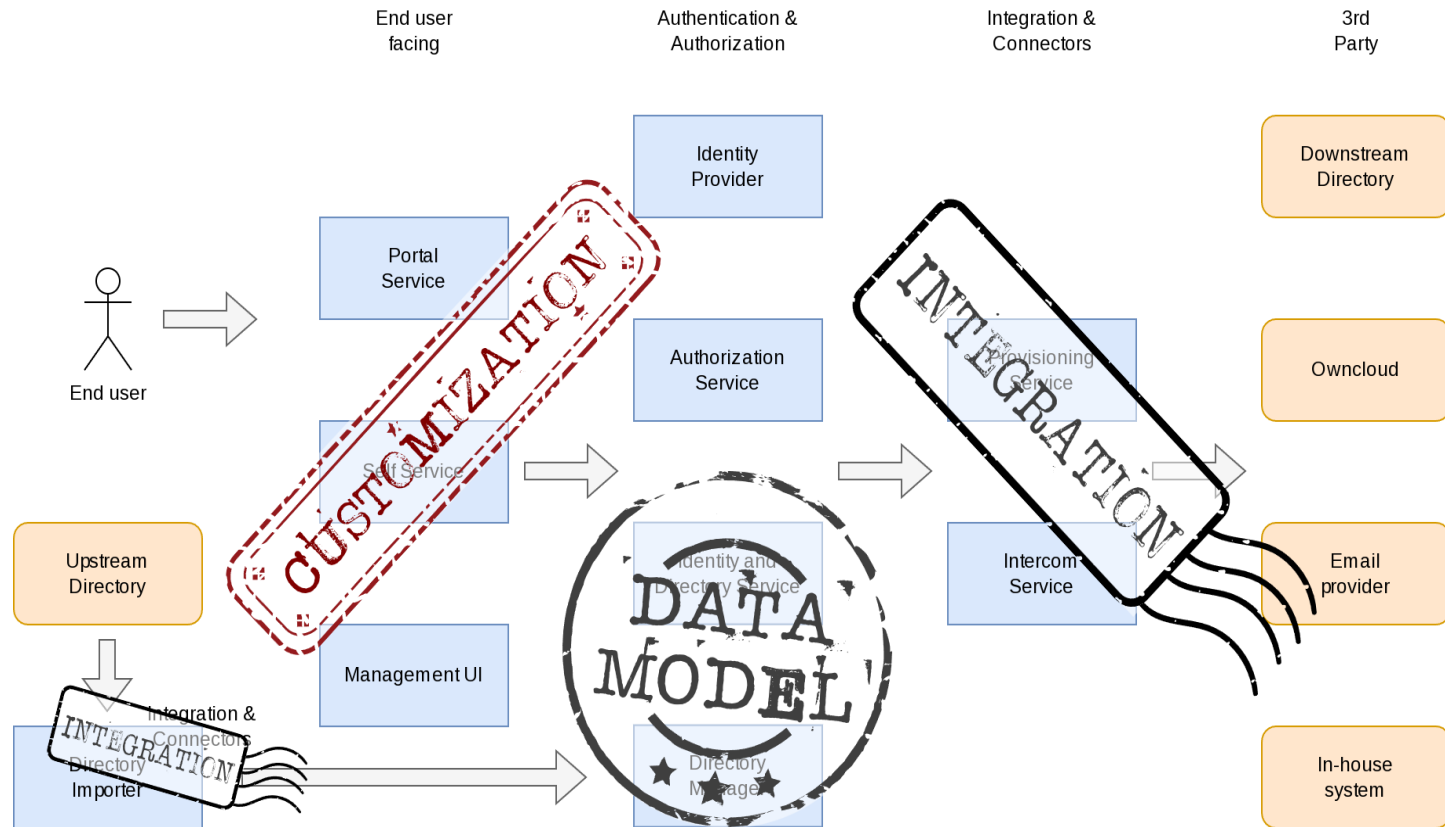 End user
facing
Authentication &
Authorization
Integration &
Connectors
3rd
Party
Identity
Provider
Downstream
Directory
Portal
Service
CUSTOMIZATION
INTEGRATION
End user
Authorization
Service
Provisioning
Service
Owncloud
Self Service
Upstream
Directory
Identity and
Directory Service
DATA
MODEL
Intercom
Service
Email
provider
Management UI
Integration &
Connectors
INTEGRATION
Directory
Importer
Directory
Manager
In-house
system